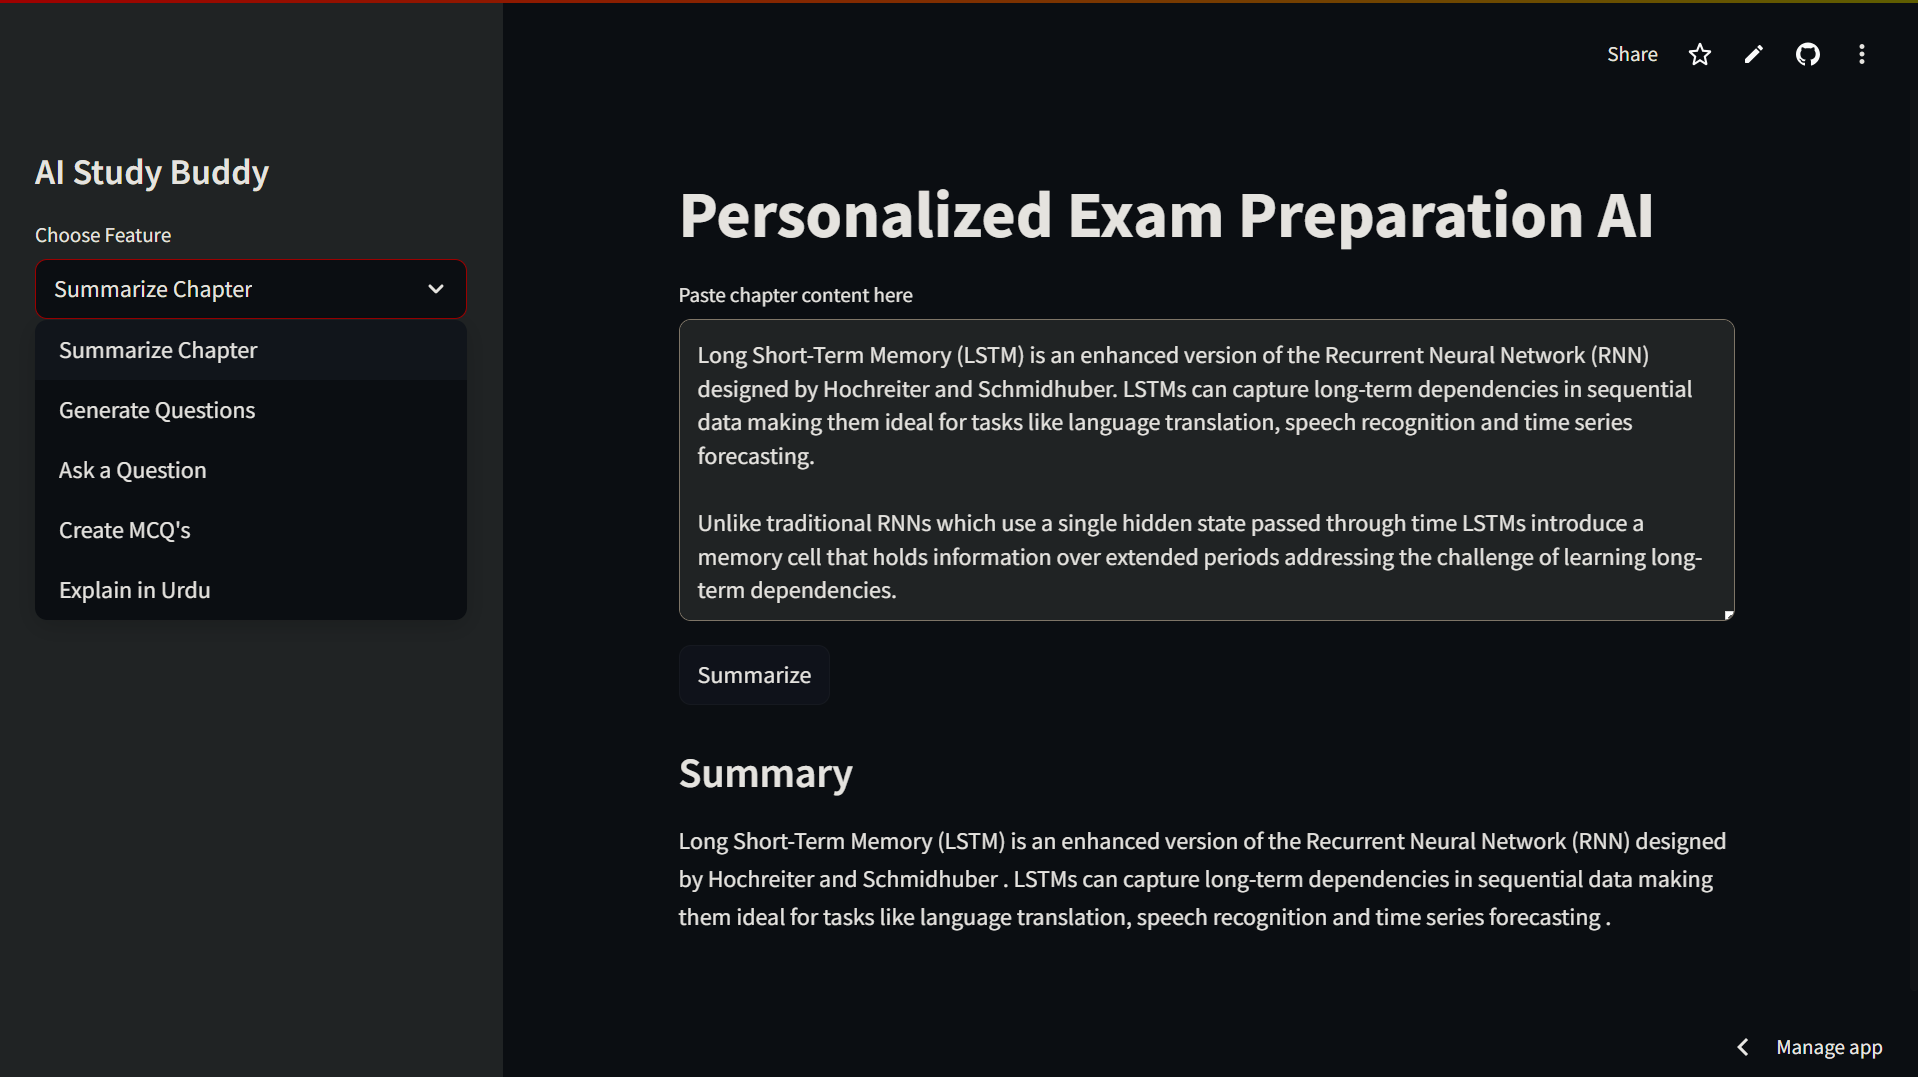 Share
AI Study Buddy
Choose Feature
Summarize Chapter
Summarize Chapter
Generate Questions
Ask a Question
Create MCQ's
Explain in Urdu
Personalized Exam Preparation AI
Paste chapter content here
Long Short-Term Memory (LSTM) is an enhanced version of the Recurrent Neural Network (RNN)
designed by Hochreiter and Schmidhuber. LSTMs can capture long-term dependencies in sequential
data making them ideal for tasks like language translation, speech recognition and time series
forecasting.
Unlike traditional RNNs which use a single hidden state passed through time LSTMs introduce a
memory cell that holds information over extended periods addressing the challenge of learning long-
term dependencies.
Summarize
Summary
Long Short-Term Memory (LSTM) is an enhanced version of the Recurrent Neural Network (RNN) designed
by Hochreiter and Schmidhuber . LSTMs can capture long-term dependencies in sequential data making
them ideal for tasks like language translation, speech recognition and time series forecasting .
Manage app